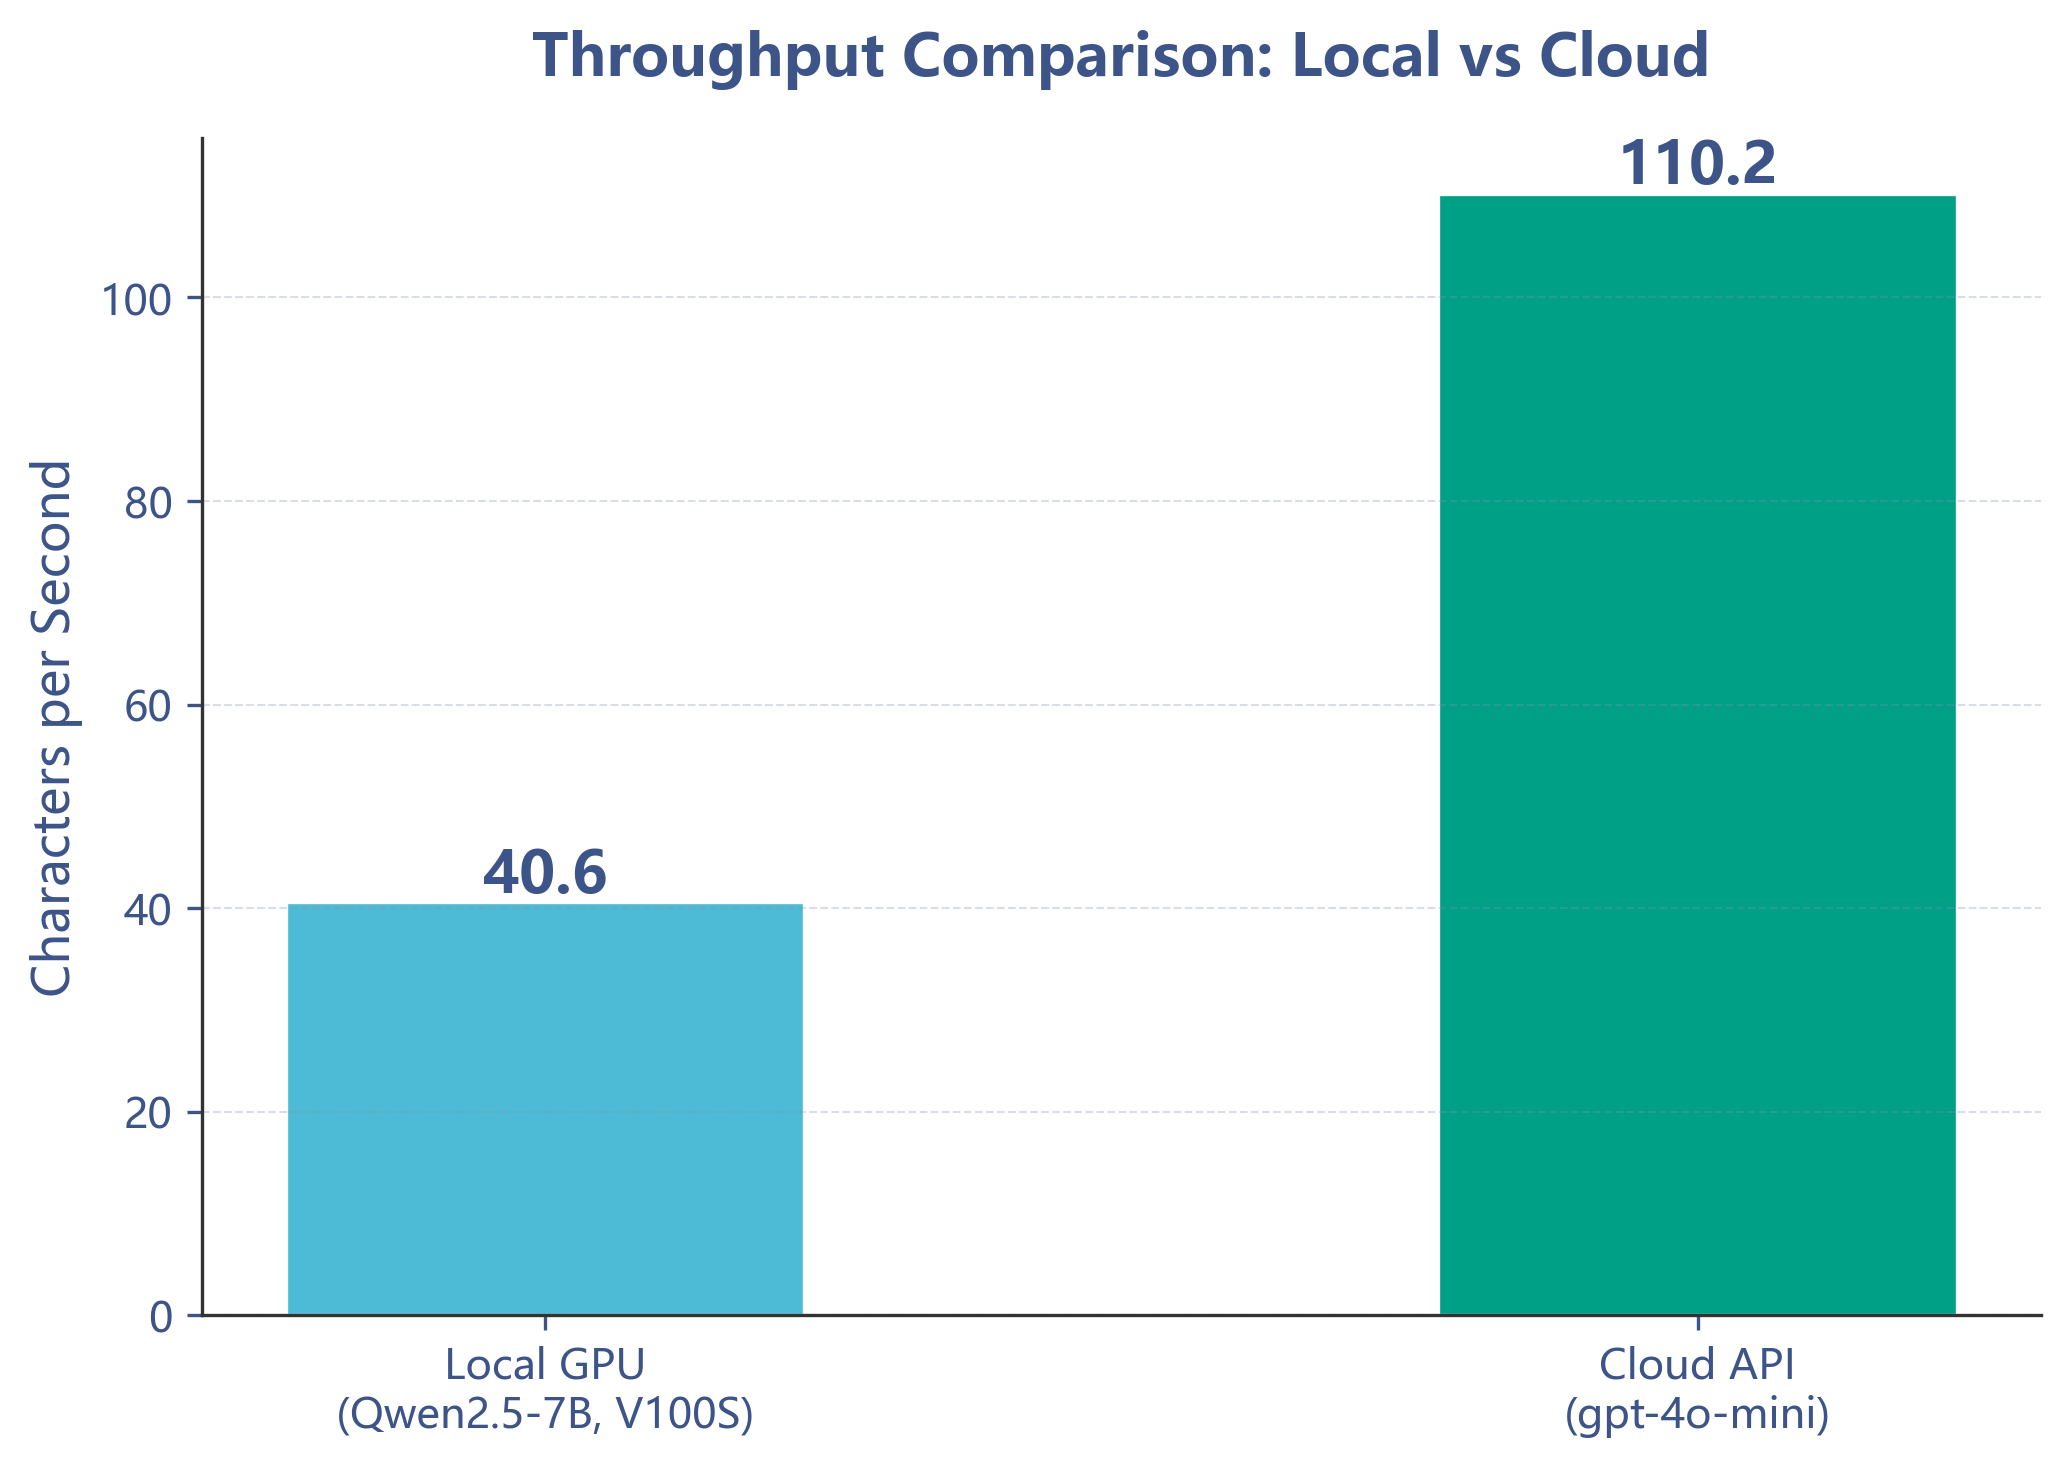 Throughput Comparison: Local vs Cloud
Characters per Second
100
80
60
40
20
0
40.6
110.2
Local GPU
(Qwen2.5-7B, V100S)
Cloud API
(gpt-4o-mini)